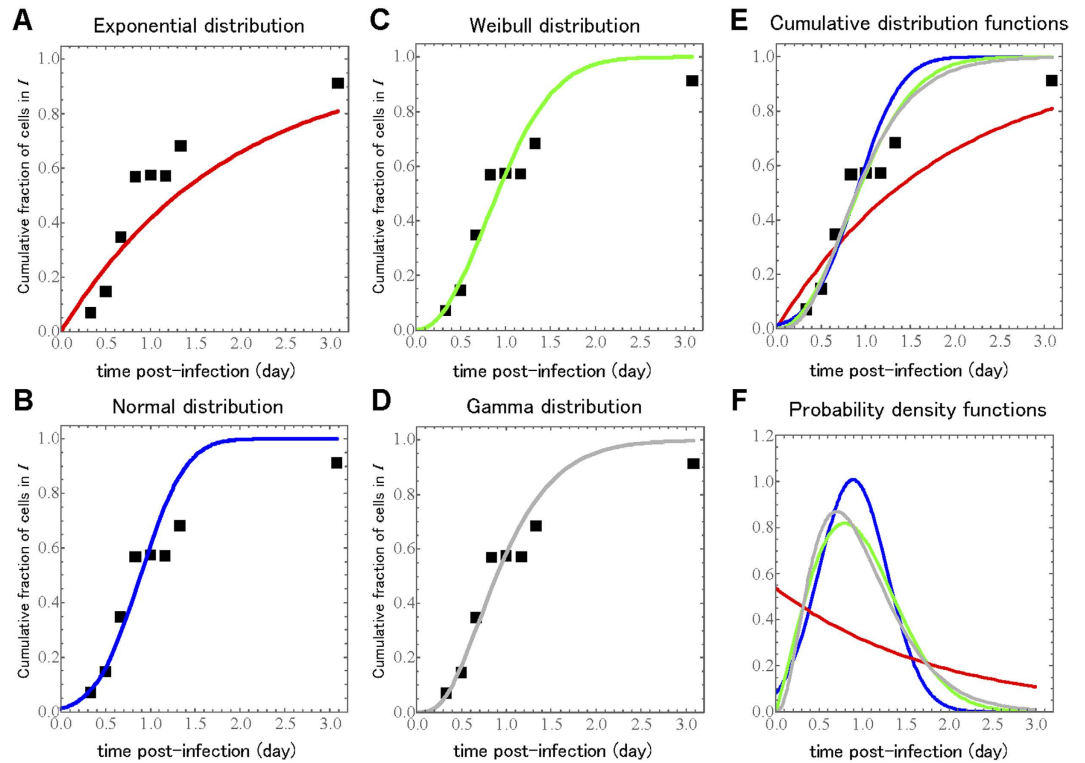 A
Exponential distribution
Cumulative fraction of cells in I
1.0
0.8
0.6
0.4
0.2
0.0
0.0 0.5 1.0 1.5 2.0 2.5 3.0
time post-infection (day)
C
Weibull distribution
Cumulative fraction of cells in I
1.0
0.8
0.6
0.4
0.2
0.0
0.0 0.5 1.0 1.5 2.0 2.5 3.0
time post-infection (day)
E
Cumulative distribution functions
1.0
0.8
0.6
0.4
0.2
0.0
0.0 0.5 1.0 1.5 2.0 2.5 3.0
time post-infection (day)
B
Normal distribution
Cumulative fraction of cells in I
1.0
0.8
0.6
0.4
0.2
0.0
0.0 0.5 1.0 1.5 2.0 2.5 3.0
time post-infection (day)
D
Gamma distribution
Cumulative fraction of cells in I
1.0
0.8
0.6
0.4
0.2
0.0
0.0 0.5 1.0 1.5 2.0 2.5 3.0
time post-infection (day)
F
Probability density functions
1.2
1.0
0.8
0.6
0.4
0.2
0.0
0.0 0.5 1.0 1.5 2.0 2.5 3.0
time post-infection (day)